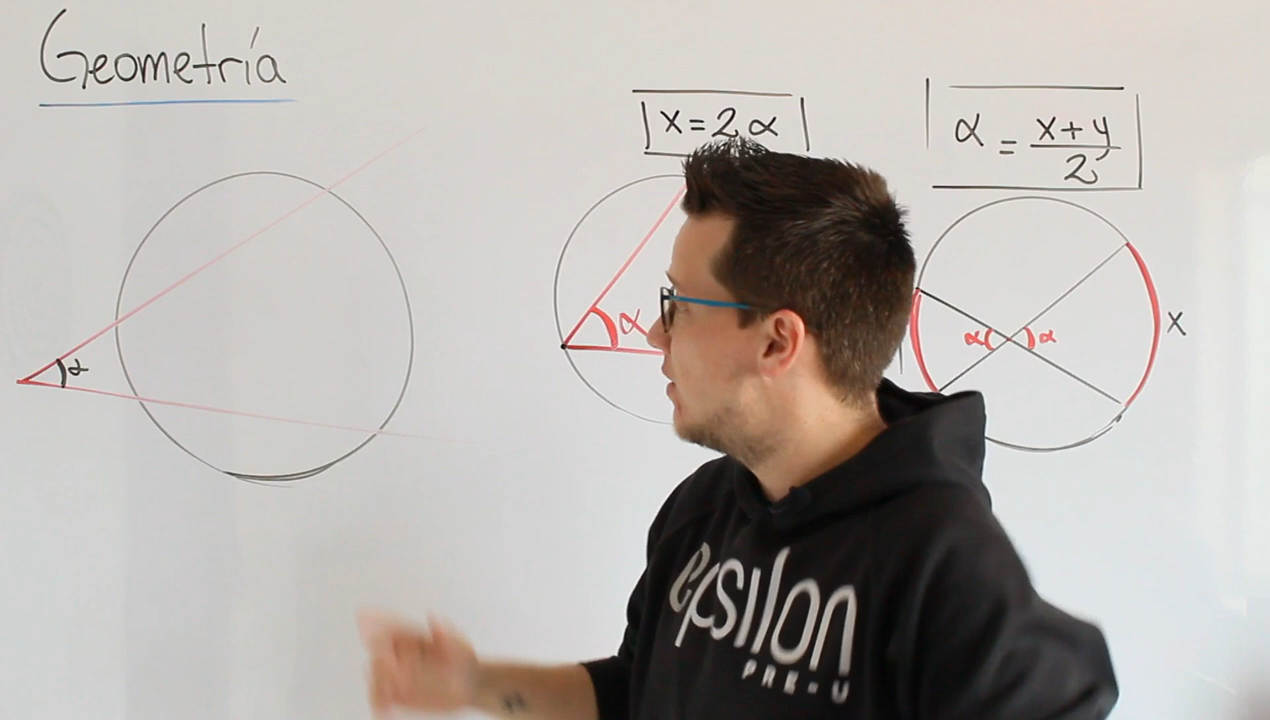 Geometría
x = 2α
α = x+y/2
α
α
α
α
x
epsilon
PRE-U